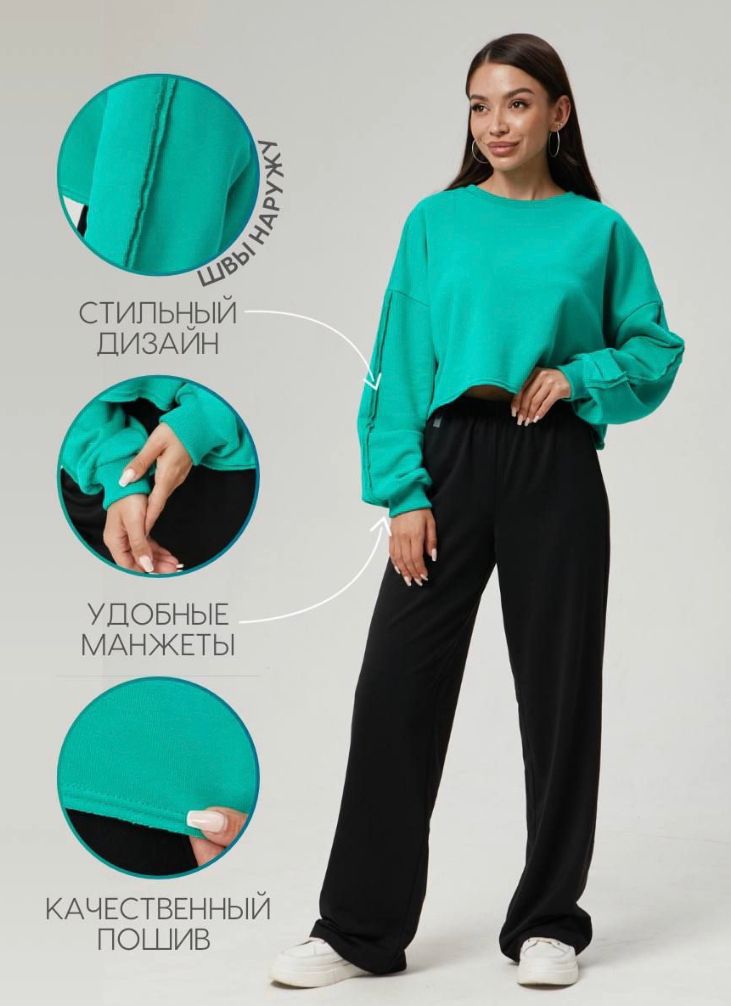 ШВЫ НАРУЖУ
СТИЛЬНЫЙ
ДИЗАЙН
УДОБНЫЕ
МАНЖЕТЫ
КАЧЕСТВЕННЫЙ
ПОШИВ